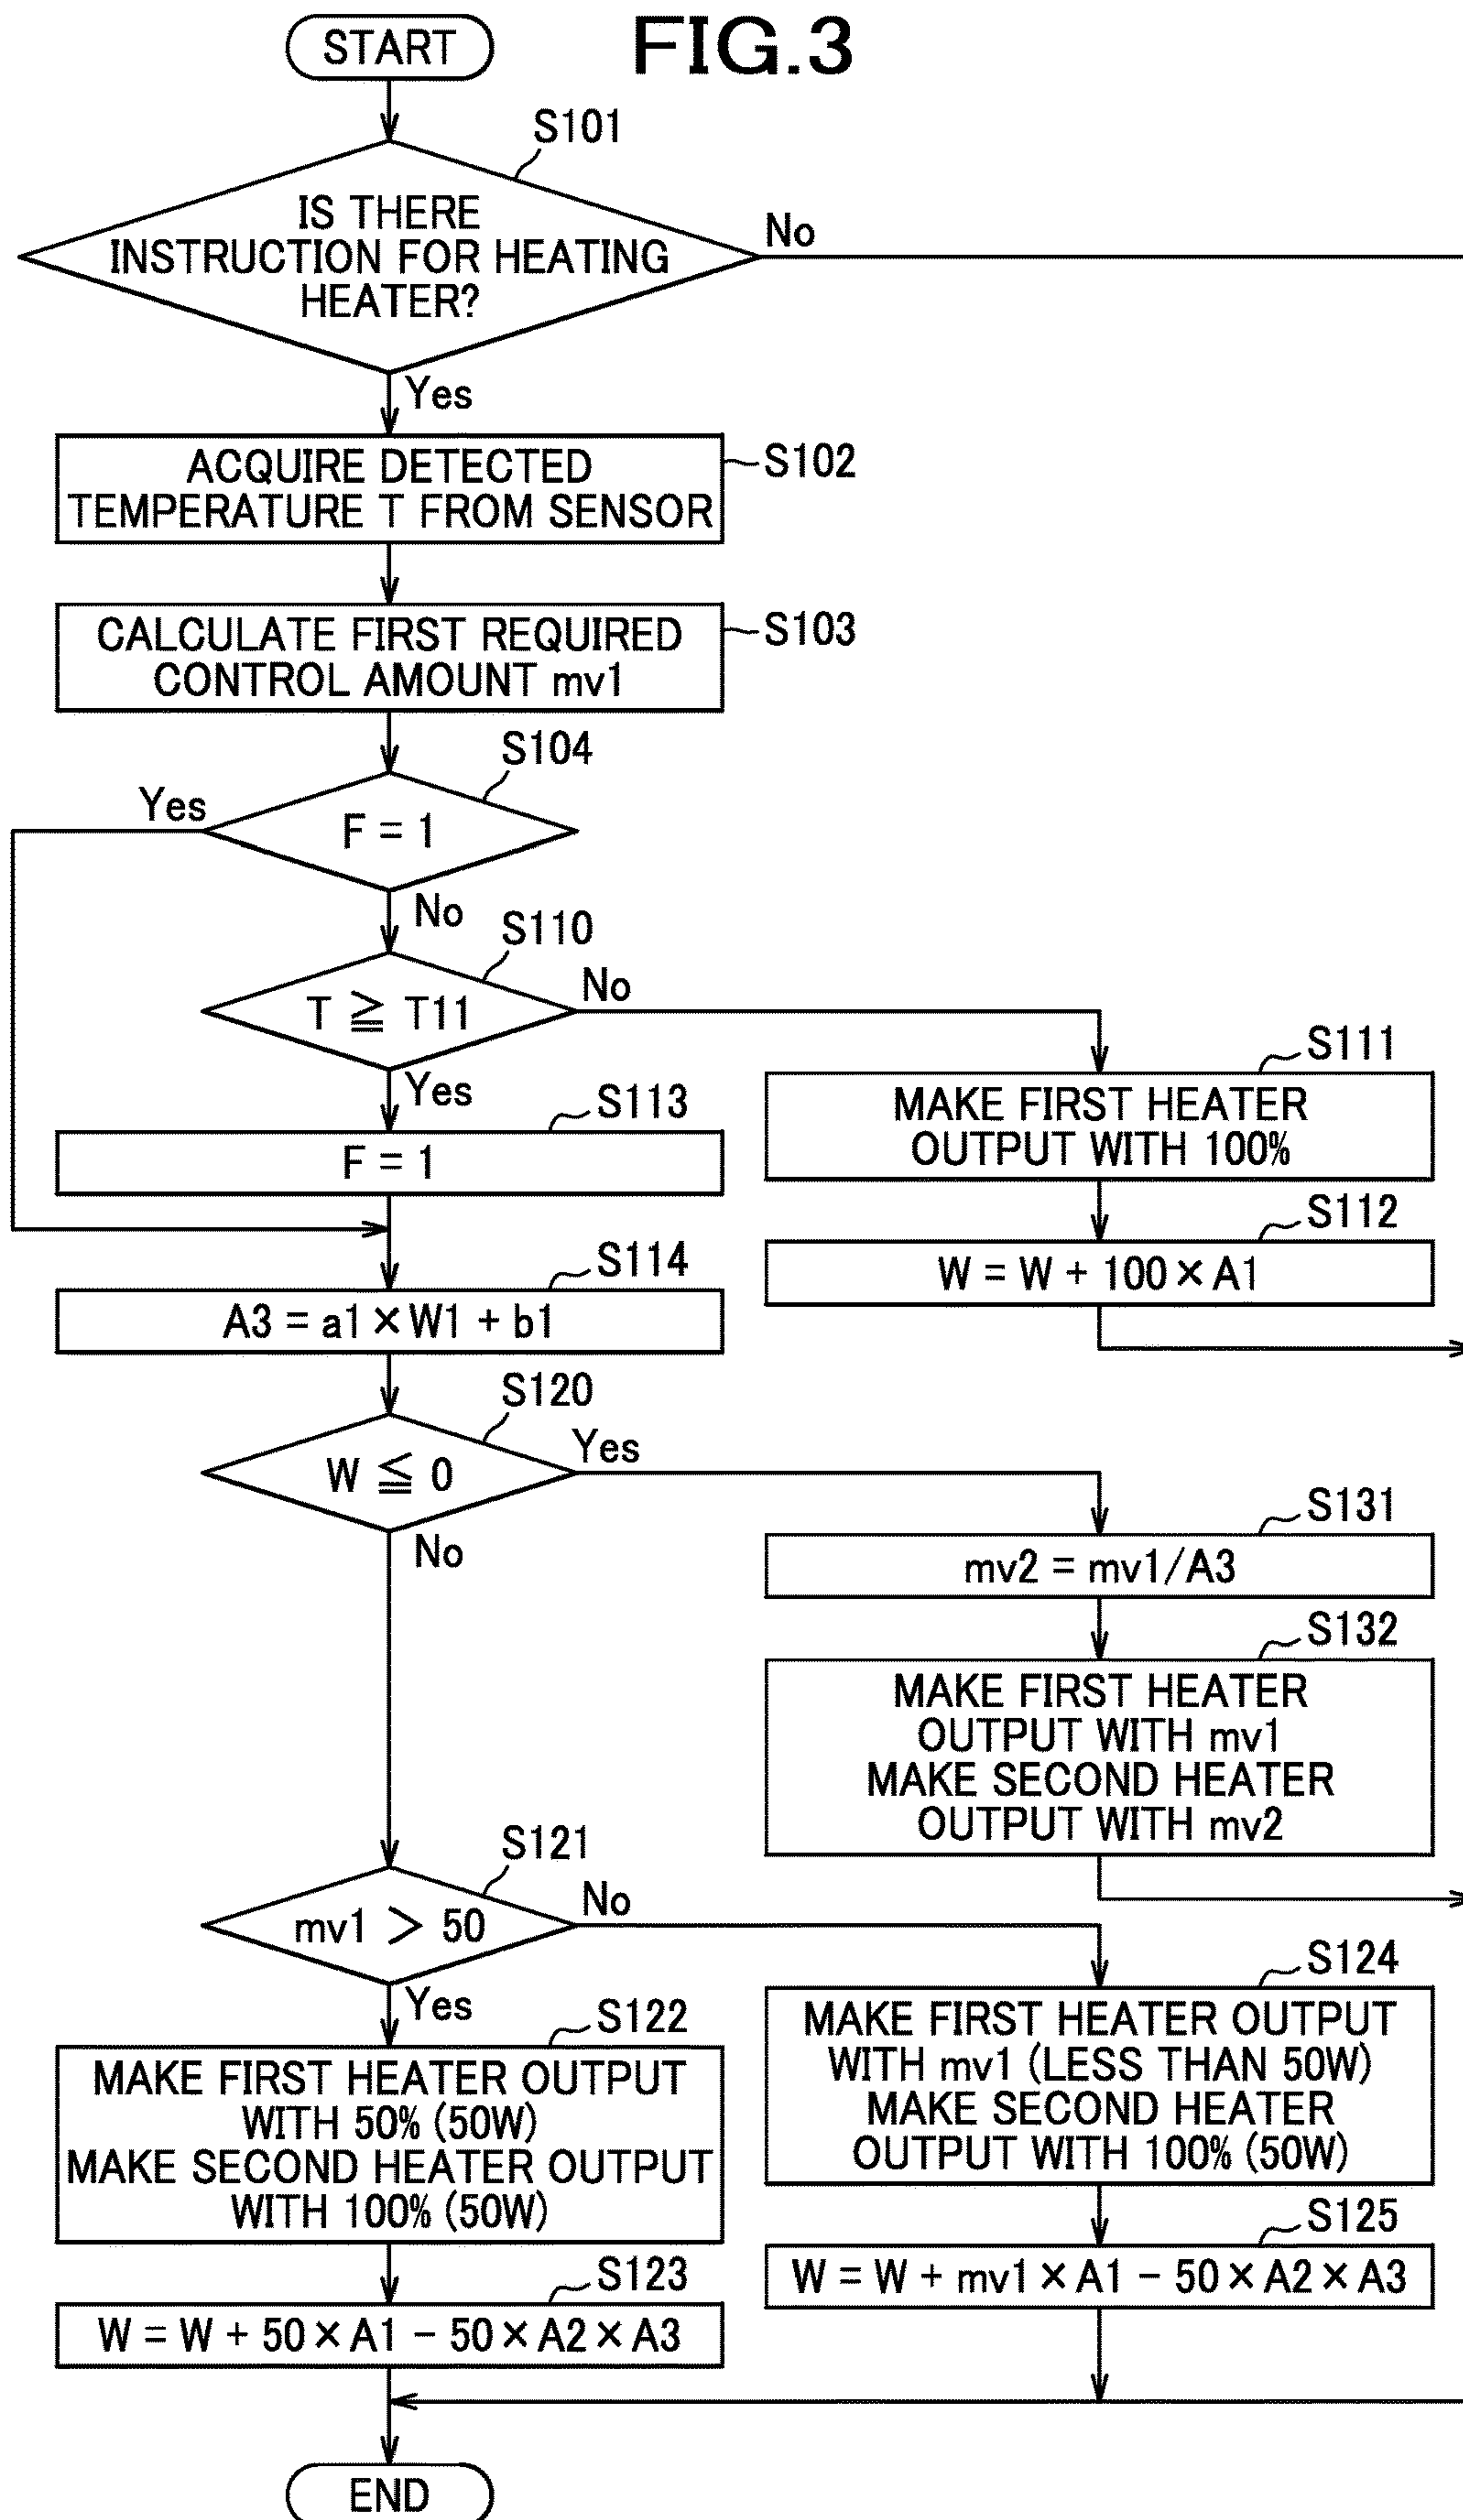 FIG.3
START
S101
IS THERE
INSTRUCTION FOR HEATING
HEATER?
No
Yes
ACQUIRE DETECTED
TEMPERATURE T FROM SENSOR
S102
CALCULATE FIRST REQUIRED
CONTROL AMOUNT mv1
S103
S104
Yes
F = 1
No
S110
T ≧ T11
No
Yes
S111
MAKE FIRST HEATER
OUTPUT WITH 100%
S113
F = 1
S112
W = W + 100 × A1
S114
A3 = a1 × W1 + b1
S120
W ≦ 0
Yes
No
S131
mv2 = mv1/A3
S132
MAKE FIRST HEATER
OUTPUT WITH mv1
MAKE SECOND HEATER
OUTPUT WITH mv2
S121
mv1 > 50
No
Yes
S124
MAKE FIRST HEATER OUTPUT
WITH mv1 (LESS THAN 50W)
MAKE SECOND HEATER
OUTPUT WITH 100% (50W)
S122
MAKE FIRST HEATER OUTPUT
WITH 50% (50W)
MAKE SECOND HEATER OUTPUT
WITH 100% (50W)
S125
W = W + mv1 × A1 − 50 × A2 × A3
S123
W = W + 50 × A1 − 50 × A2 × A3
END